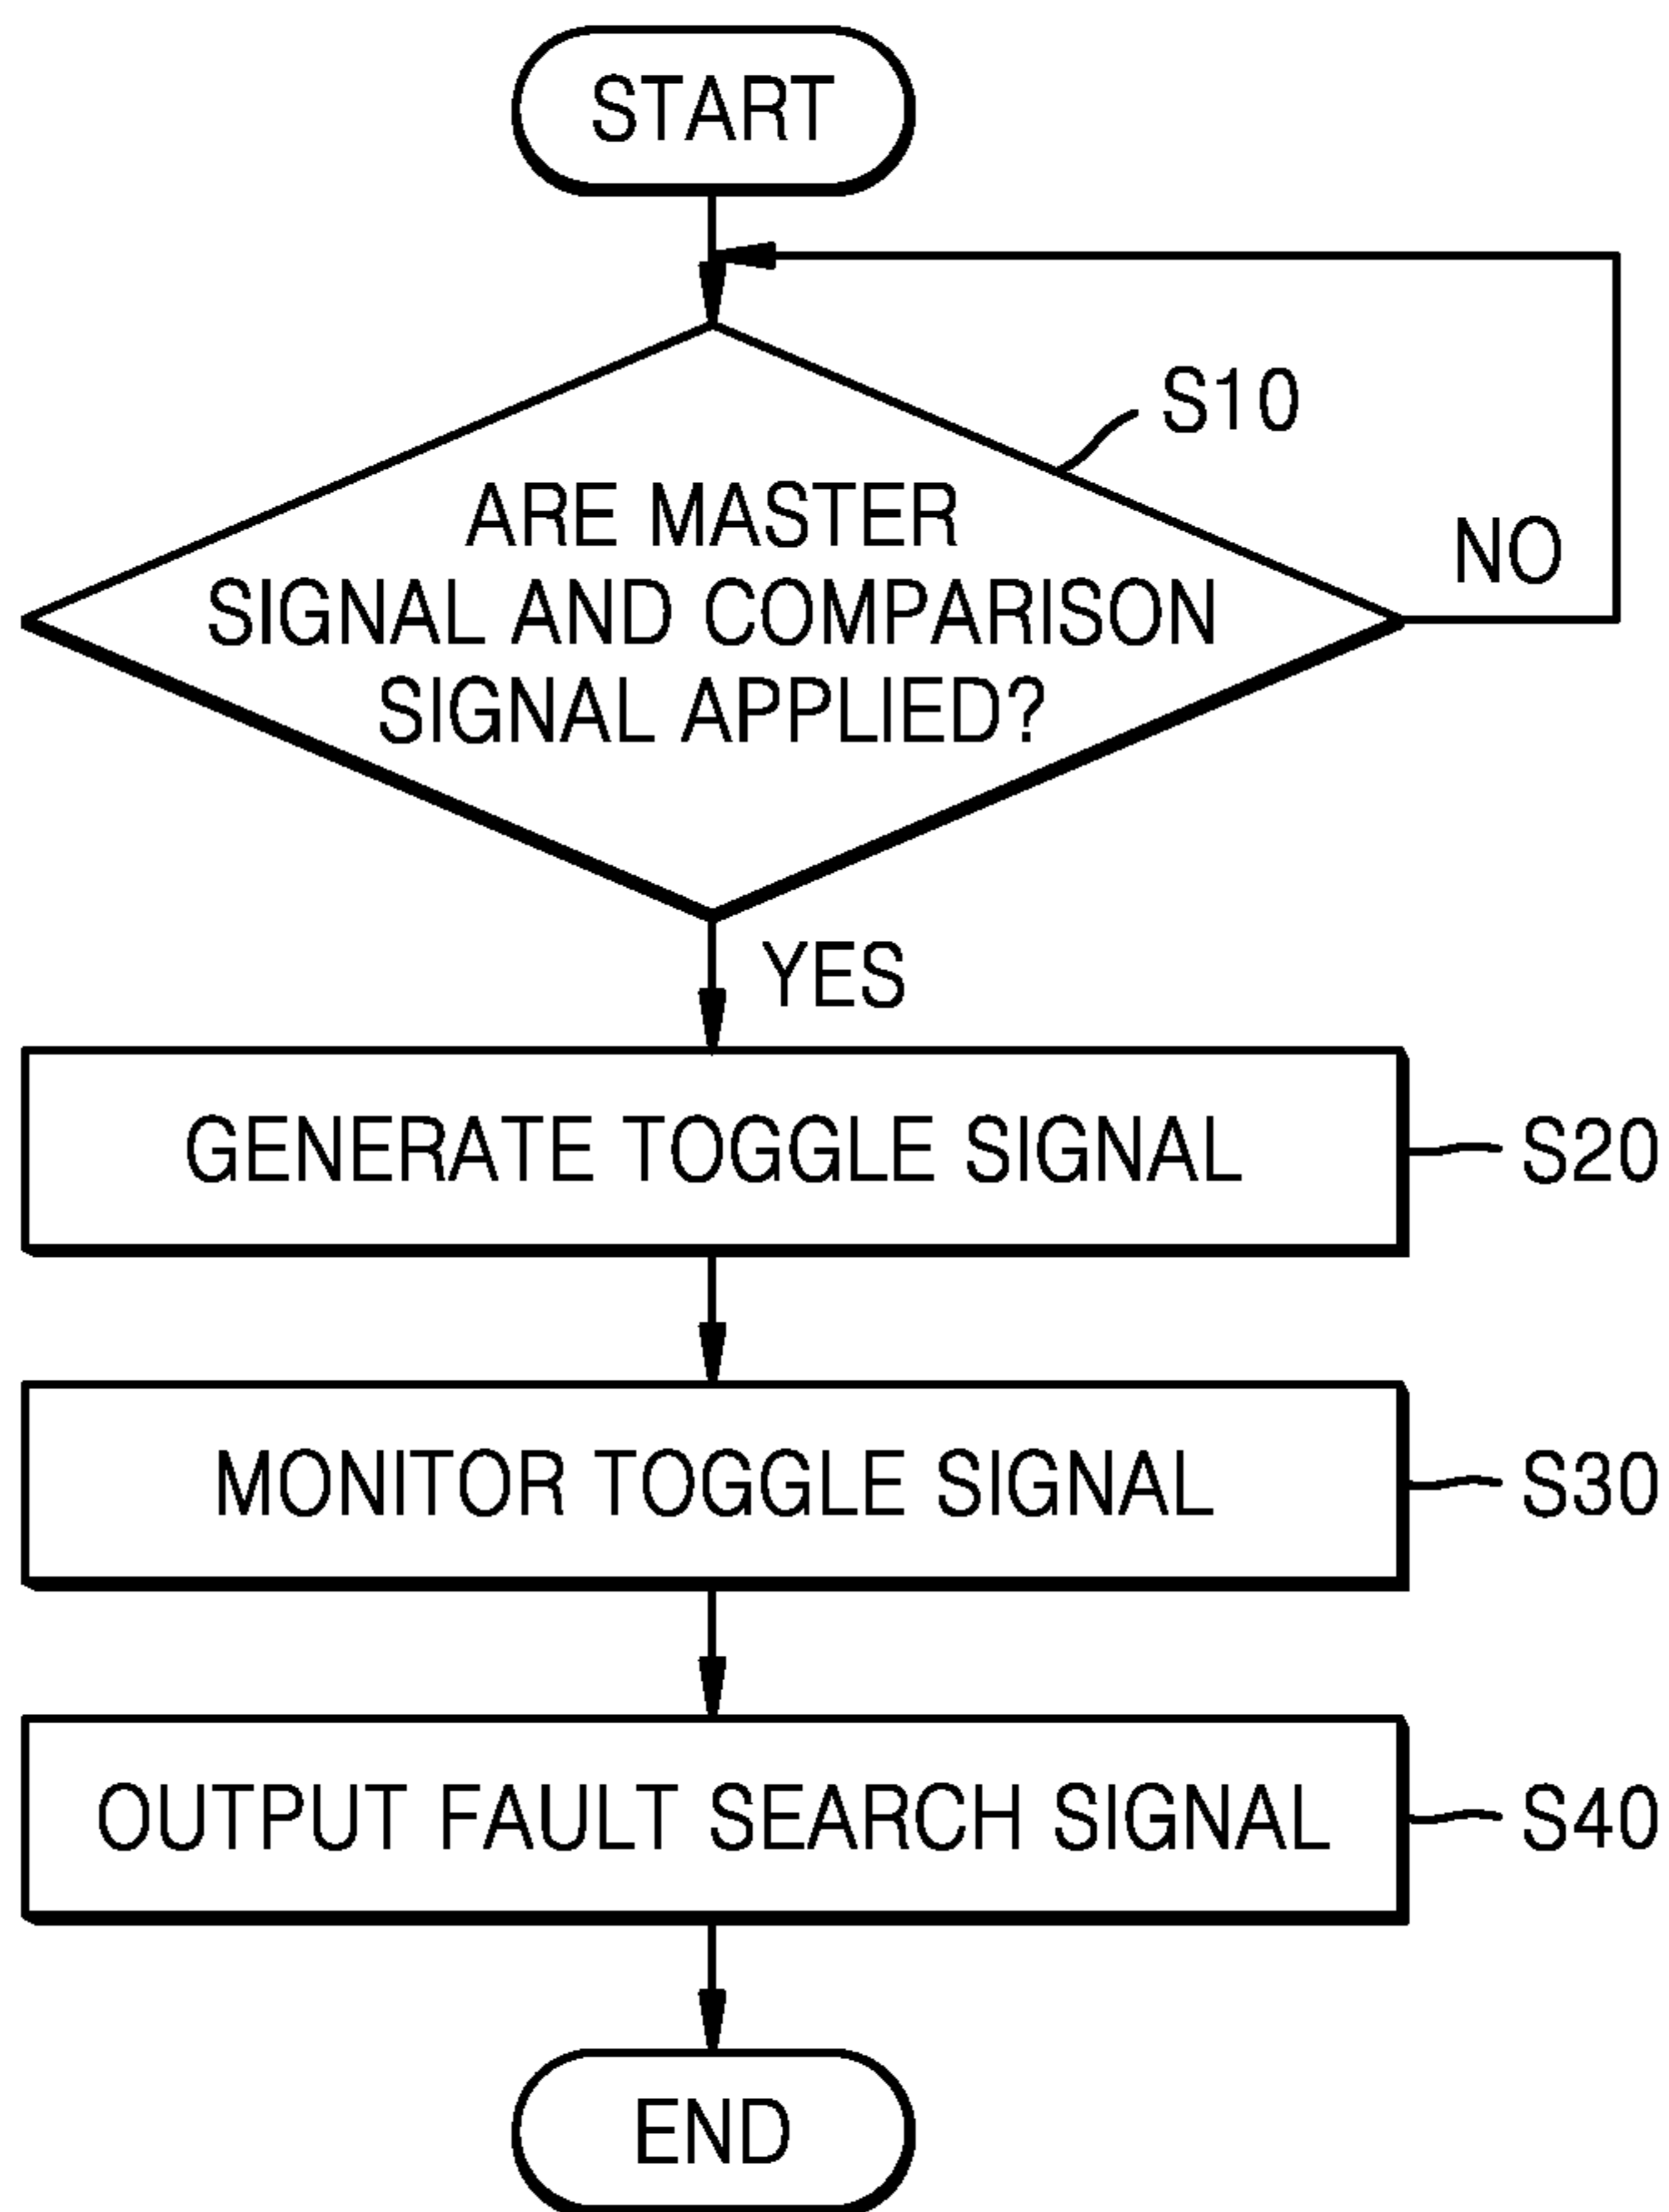 START
S10
ARE MASTER
SIGNAL AND COMPARISON
SIGNAL APPLIED?
NO
YES
GENERATE TOGGLE SIGNAL
S20
MONITOR TOGGLE SIGNAL
S30
OUTPUT FAULT SEARCH SIGNAL
S40
END